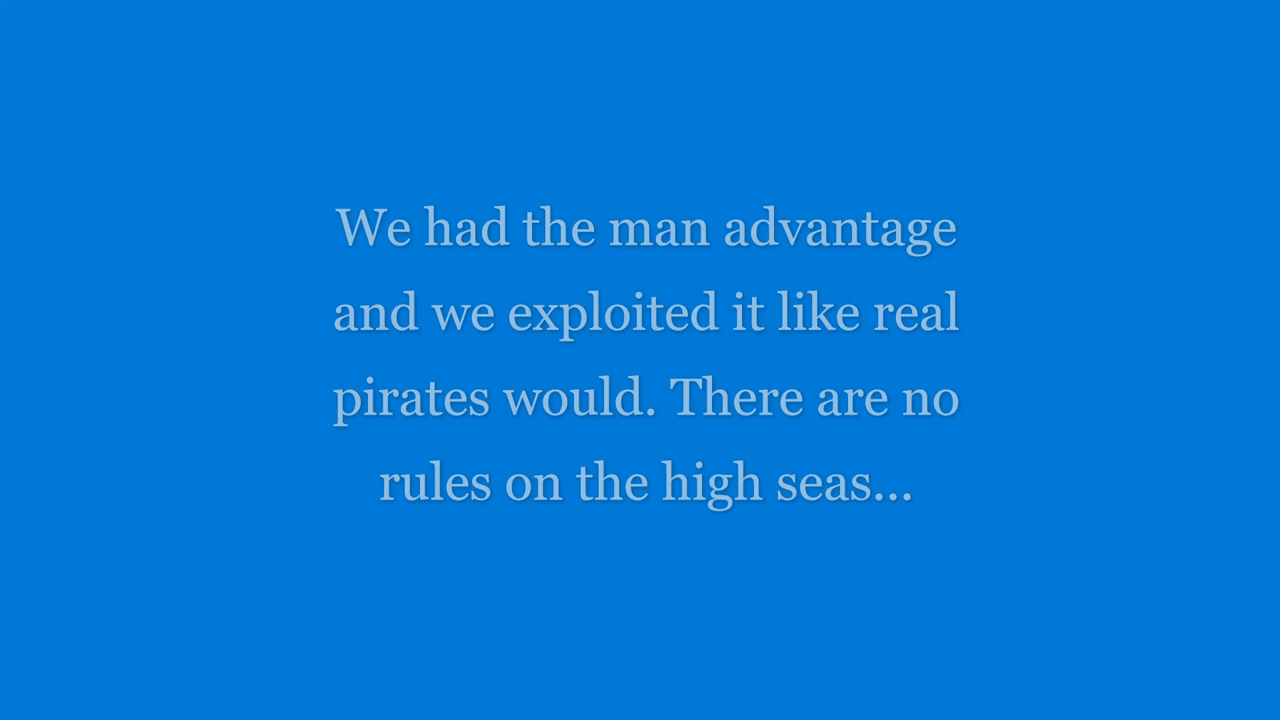 We had the man advantage
and we exploited it like real
pirates would. There are no
rules on the high seas...